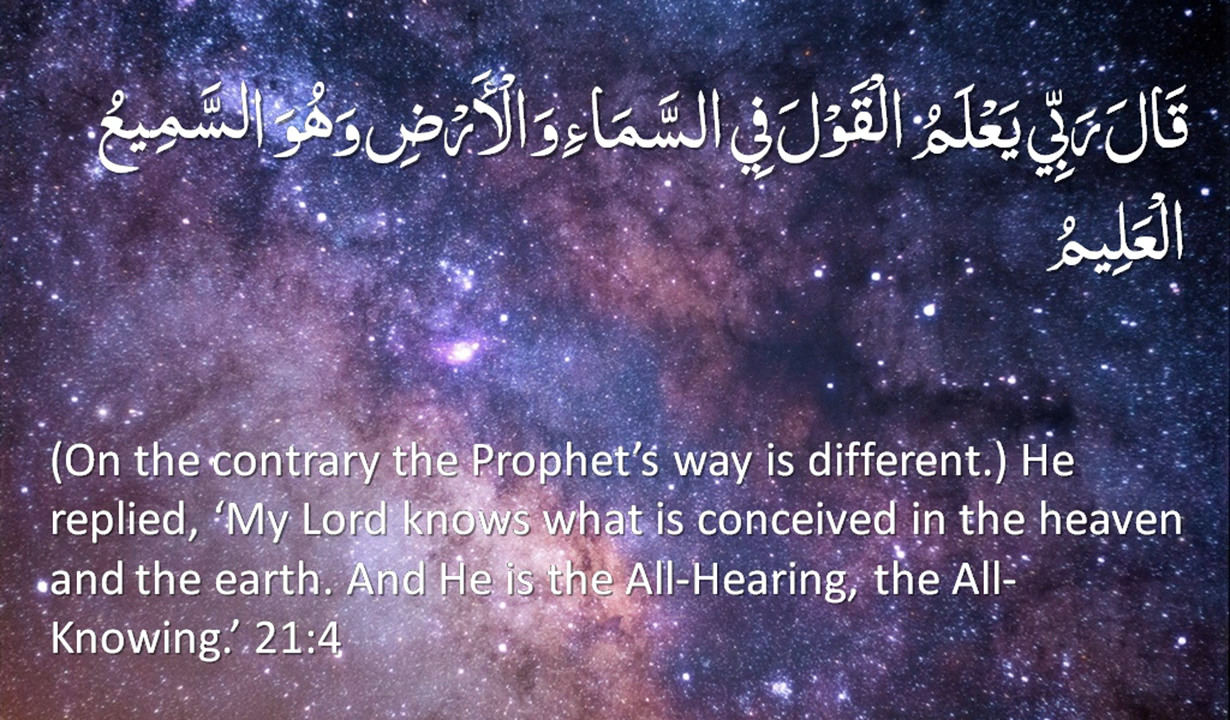 قَالَ رَبِّي يَعْلَمُ الْقَوْلَ فِي السَّمَاءِ وَالْأَرْضِ وَهُوَ السَّمِيعُ
الْعَلِيمُ
(On the contrary the Prophet’s way is different.) He
replied, ‘My Lord knows what is conceived in the heaven
and the earth. And He is the All-Hearing, the All-
Knowing.’ 21:4